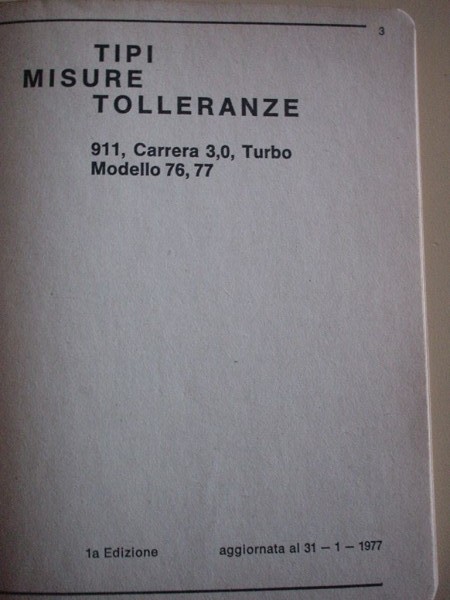 3
TIPI
MISURE
TOLLERANZE
911, Carrera 3,0, Turbo
Modello 76, 77
1a Edizione aggiornata al 31 – 1 – 1977